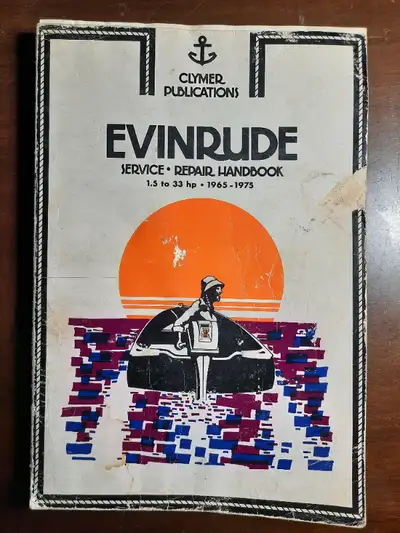 CLYMER
PUBLICATIONS
EVINRUDE
SERVICE • REPAIR HANDBOOK
1.5 to 33 hp • 1965-1975